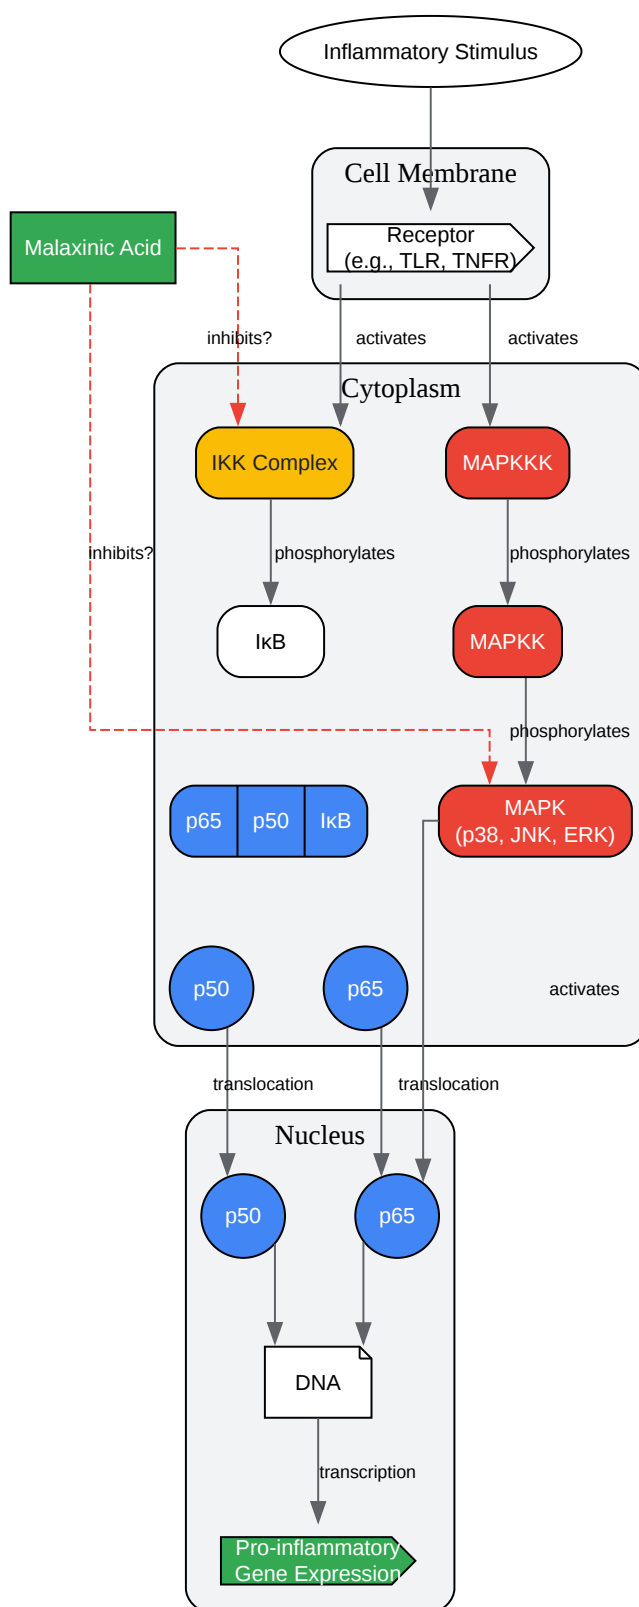 Inflammatory Stimulus
Cell Membrane
Malaxinic Acid
Receptor
(e.g., TLR, TNFR)
inhibits?
activates
activates
Cytoplasm
IKK Complex
MAPKKK
inhibits?
phosphorylates
phosphorylates
IκB
MAPKK
phosphorylates
p65
p50
IκB
MAPK
(p38, JNK, ERK)
p50
p65
activates
translocation
translocation
Nucleus
p50
p65
DNA
transcription
Pro-inflammatory
Gene Expression